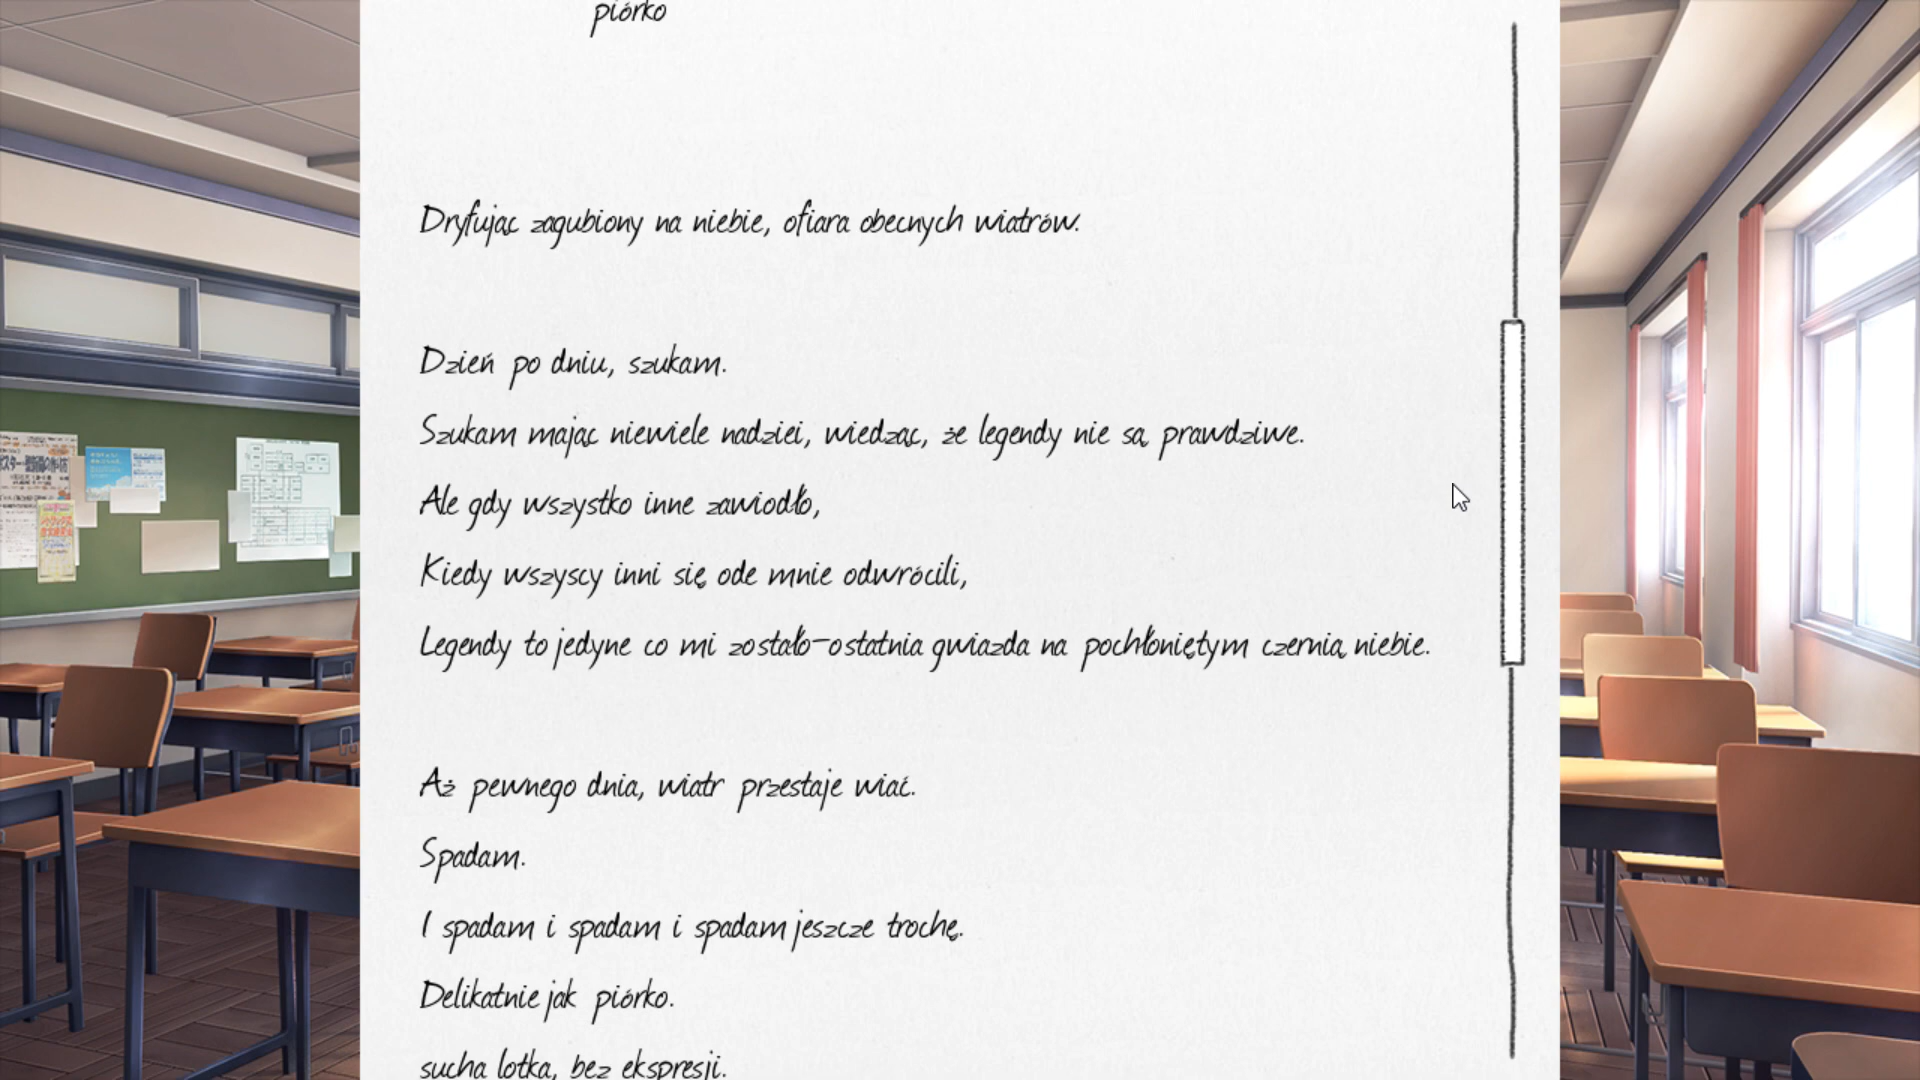 piórko
Dryfując zagubiony na niebie, ofiara obecnych wiatrów.
Dzień po dniu, szukam.
Szukam mając niewiele nadziei, wiedząc, że legendy nie są prawdziwe.
Ale gdy wszystko inne zawiodło,
Kiedy wszyscy inni się ode mnie odwrócili,
Legendy to jedyne co mi zostało—ostatnia gwiazda na pochłoniętym czernią niebie.
Aż pewnego dnia, wiatr przestaje wiać.
Spadam.
I spadam i spadam i spadam jeszcze trochę.
Delikatnie jak piórko.
sucha lotka, bez ekspresji.